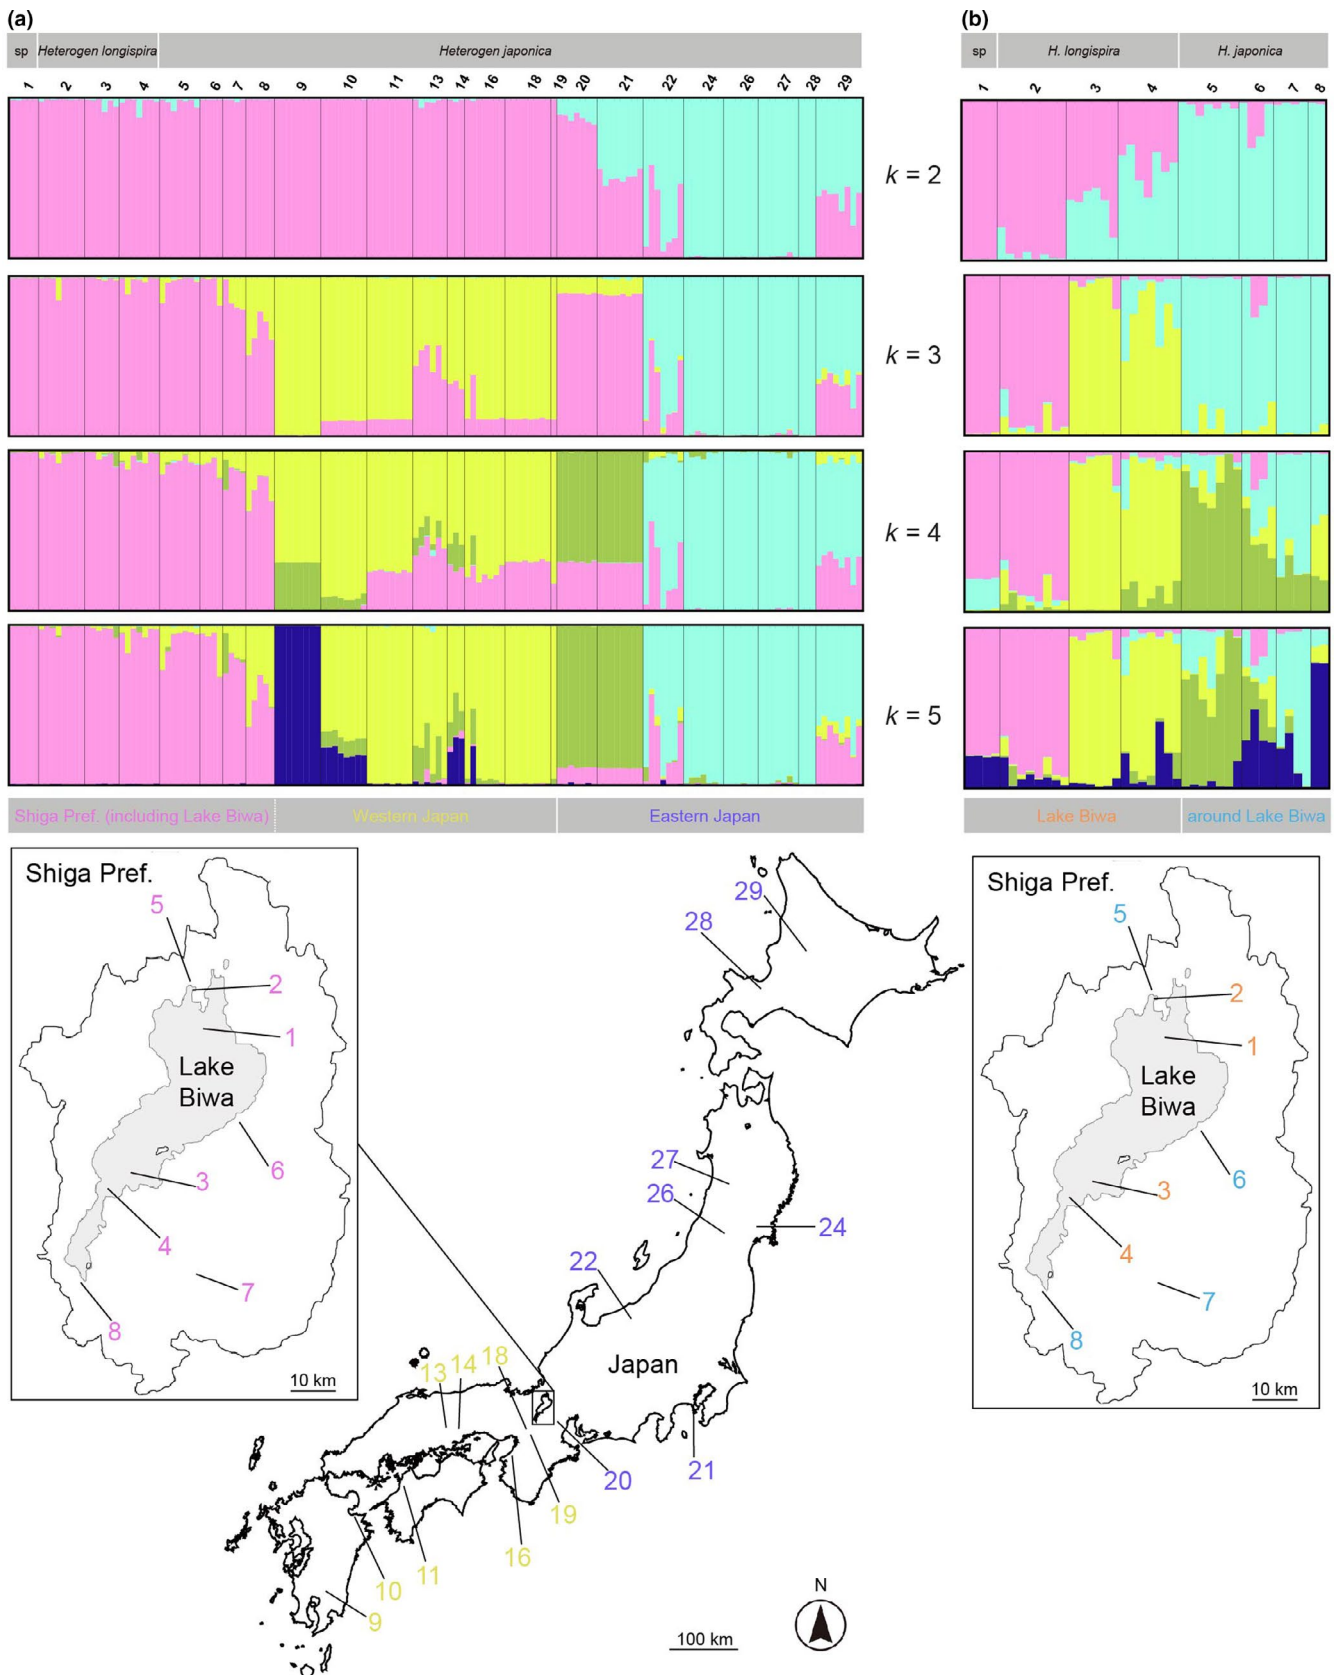 (a)
sp Heterogen longispira Heterogen japonica
1 2 3 4 5 6 7 8 9 10 11 13 14 16 18 19 20 21 22 24 26 27 28 29
(b)
sp H. longispira H. japonica
1 2 3 4 5 6 7 8
k = 2
k = 3
k = 4
k = 5
Shiga Pref. (including Lake Biwa) Western Japan Eastern Japan
Lake Biwa around Lake Biwa
Shiga Pref.
5
2
1
Lake
Biwa
6
3
4
7
8
10 km
29
28
27
26
24
22
Japan
18
14
13
21
20
19
16
11
10
9
N
100 km
Shiga Pref.
5
2
1
Lake
Biwa
6
3
4
7
8
10 km